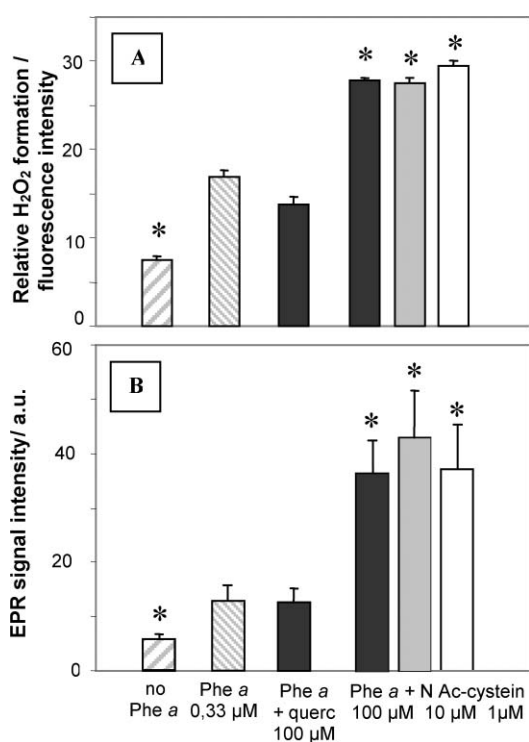 A
Relative H₂O₂ formation /
fluorescence intensity
30
20
10
0
*
*
*
*
B
EPR signal intensity/ a.u.
60
40
20
0
*
*
*
*
no
Phe a
Phe a
0,33 µM
Phe a
+ querc
100 µM
Phe a + N Ac-cystein
100 µM 10 µM 1µM